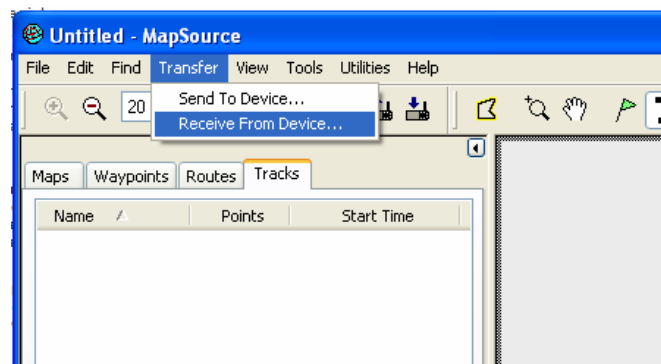 Untitled - MapSource
File Edit Find Transfer View Tools Utilities Help
20
Send To Device...
Receive From Device...
Maps Waypoints Routes Tracks
Name Points Start Time